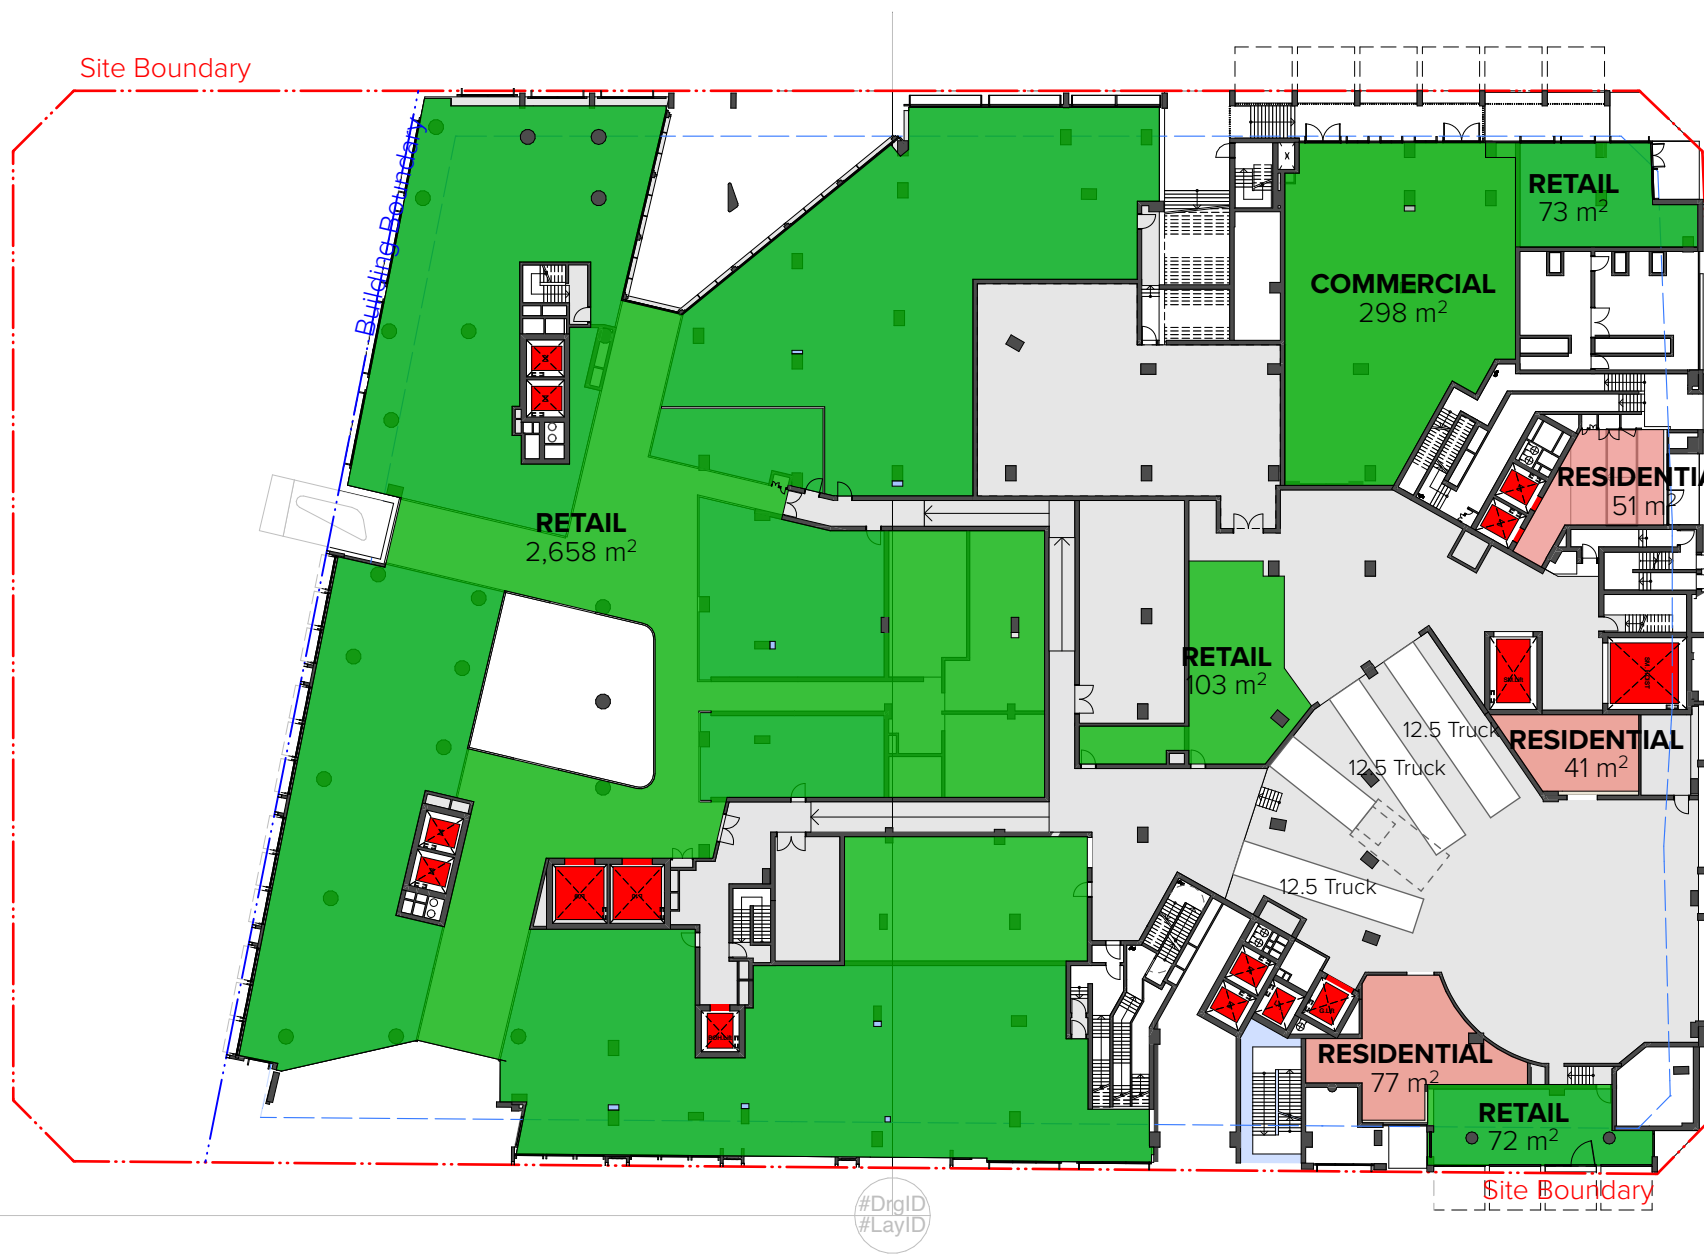 Site Boundary
Building Boundary
RETAIL
73 m²
COMMERCIAL
298 m²
RESIDENTIA
51 m²
RETAIL
2,658 m²
RETAIL
103 m²
12.5 Truck
RESIDENTIAL
41 m²
12.5 Truck
12.5 Truck
RESIDENTIAL
77 m²
RETAIL
72 m²
Site Boundary
#DrgID
#LayID